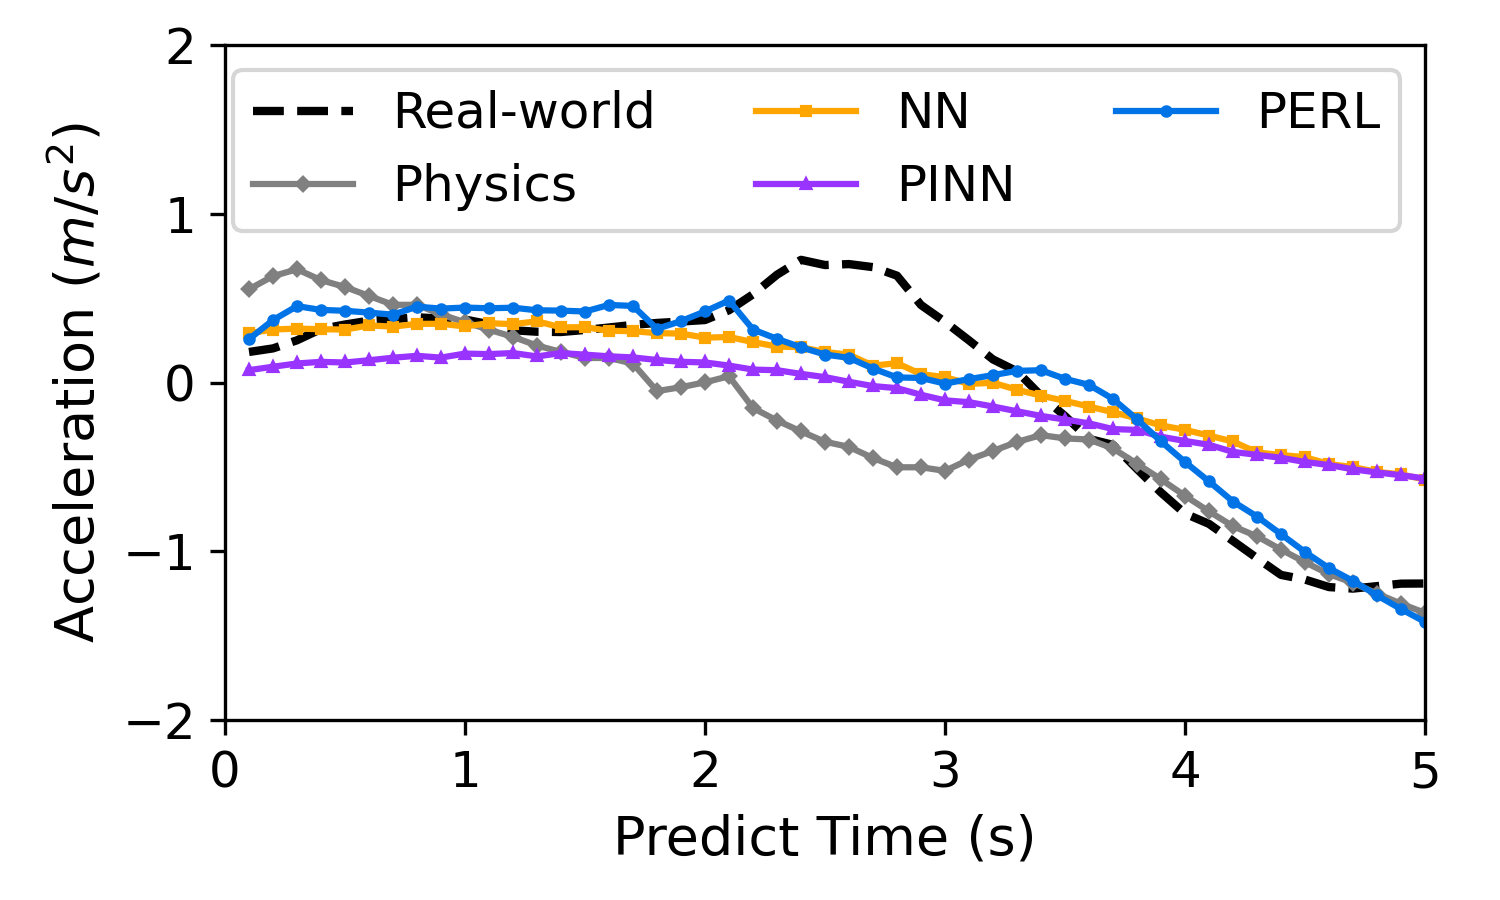 2
1
0
−1
−2
Acceleration (m/s²)
Real-world
Physics
NN
PINN
PERL
0 1 2 3 4 5
Predict Time (s)